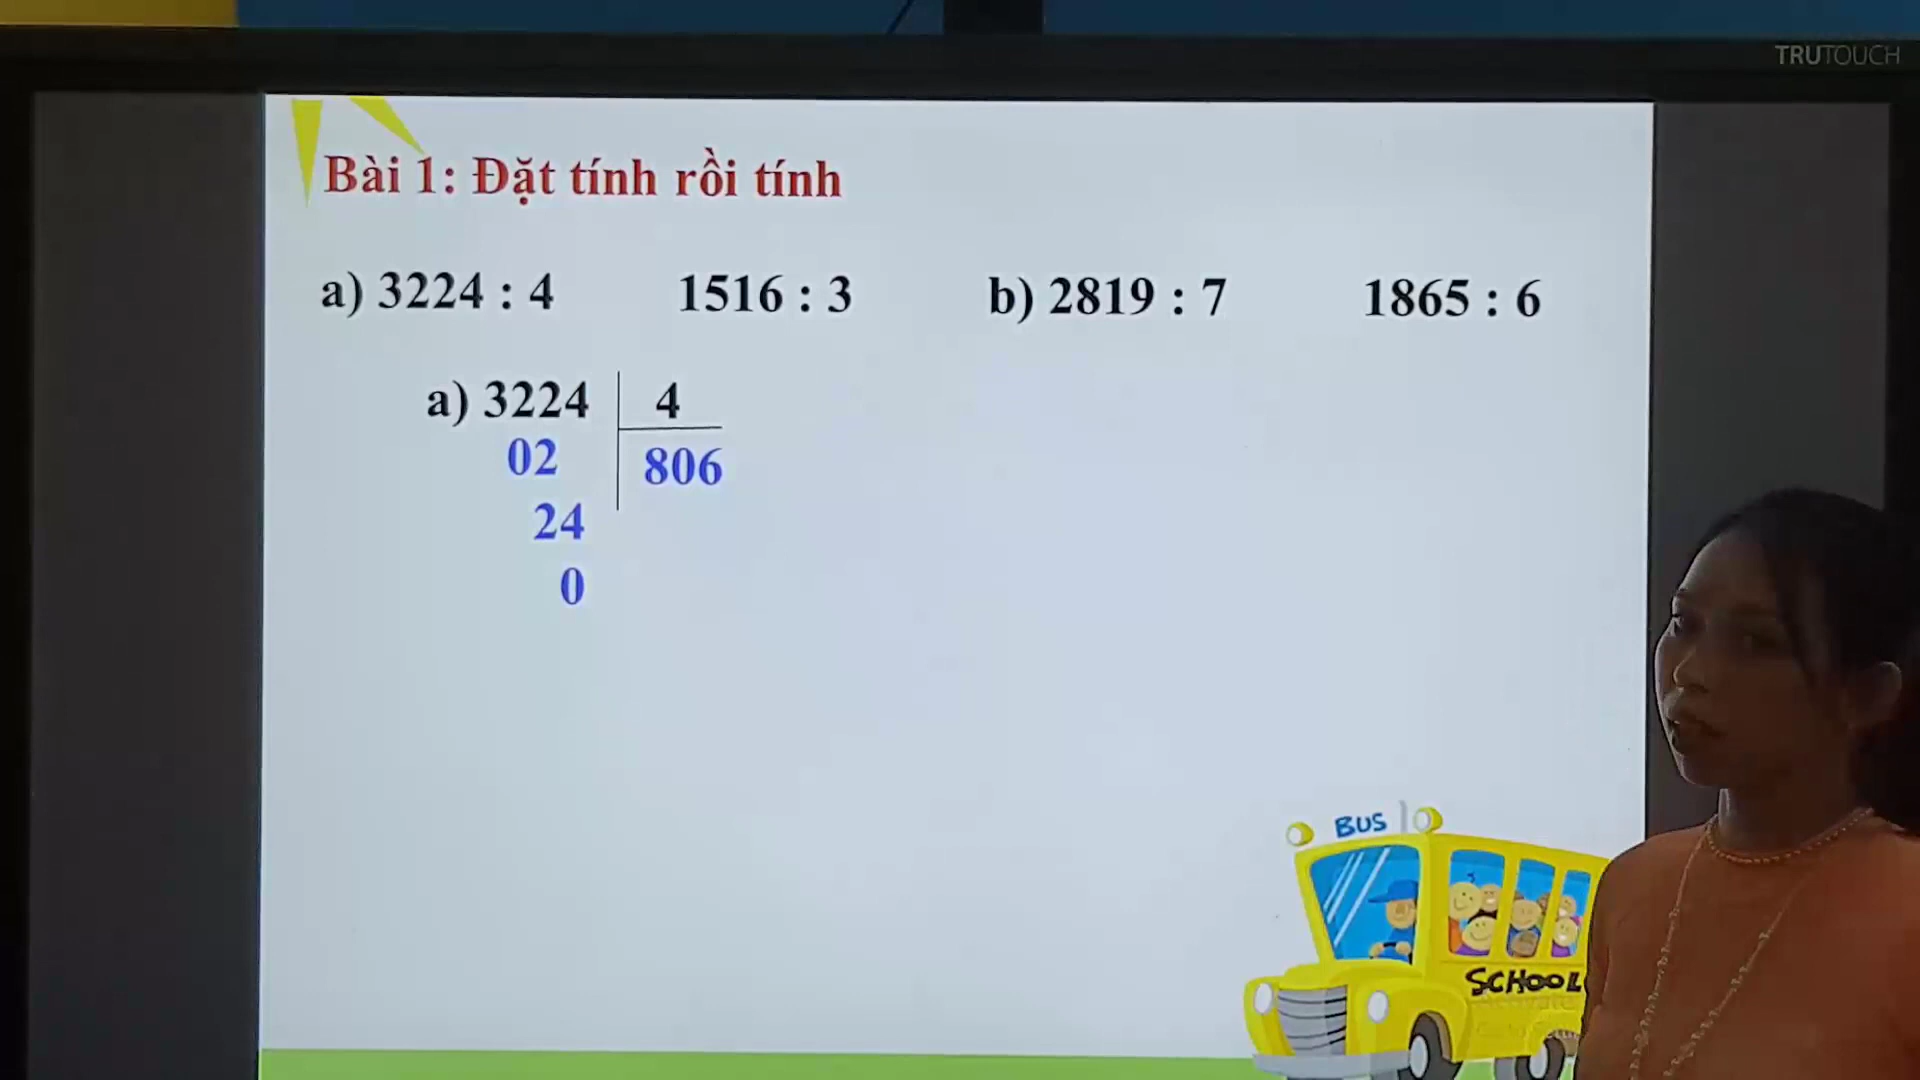 TRUTOUCH
Bài 1: Đặt tính rồi tính
a) 3224 : 4 1516 : 3 b) 2819 : 7 1865 : 6
a) 3224 4
02 806
24
0
BUS
SCHOOL